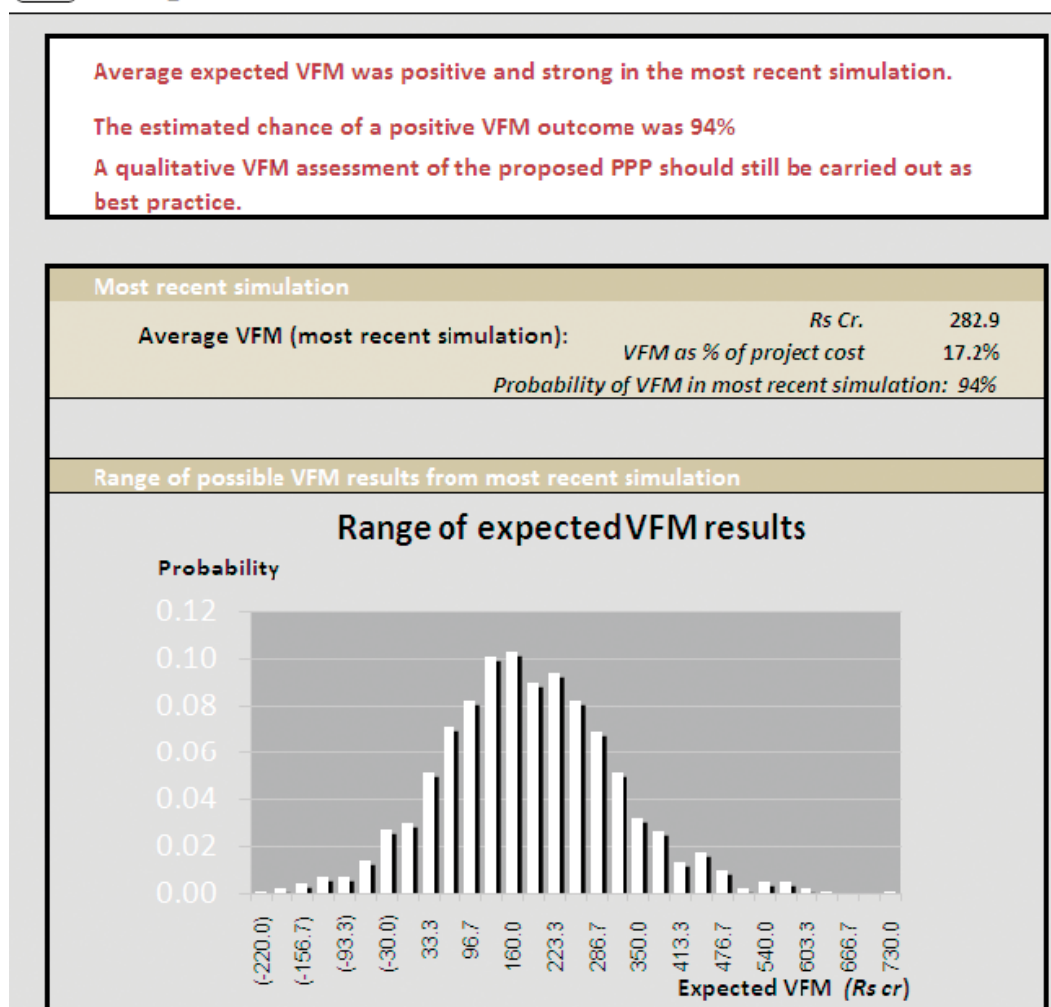 Average expected VFM was positive and strong in the most recent simulation.
The estimated chance of a positive VFM outcome was 94%
A qualitative VFM assessment of the proposed PPP should still be carried out as
best practice.
Most recent simulation
Average VFM (most recent simulation):
Rs Cr. 282.9
VFM as % of project cost 17.2%
Probability of VFM in most recent simulation: 94%
Range of possible VFM results from most recent simulation
Range of expected VFM results
Probability
0.12
0.10
0.08
0.06
0.04
0.02
0.00
(-220.0)
(-156.7)
(-93.3)
(-30.0)
33.3
96.7
160.0
223.3
286.7
350.0
413.3
476.7
540.0
603.3
666.7
730.0
Expected VFM (Rs cr)